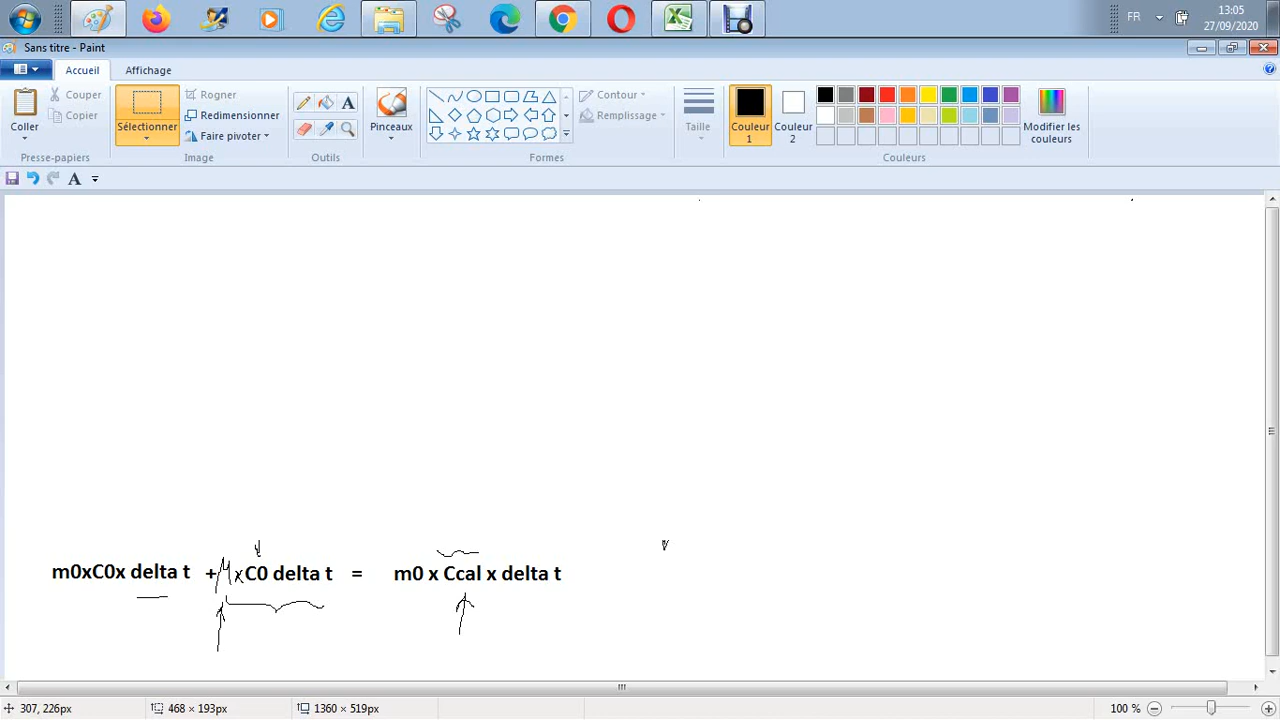 FR
13:05
27/09/2020
Sans titre - Paint
Accueil
Affichage
Coller
Couper
Copier
Presse-papiers
Sélectionner
Rogner
Redimensionner
Faire pivoter
Image
A
Outils
Pinceaux
Contour
Remplissage
Formes
Taille
Couleur 1
Couleur 2
Modifier les couleurs
Couleurs
A
m0xC0x delta t + μ x C0 delta t = m0 x Ccal x delta t
307, 226px
468 × 193px
1360 × 519px
100 %